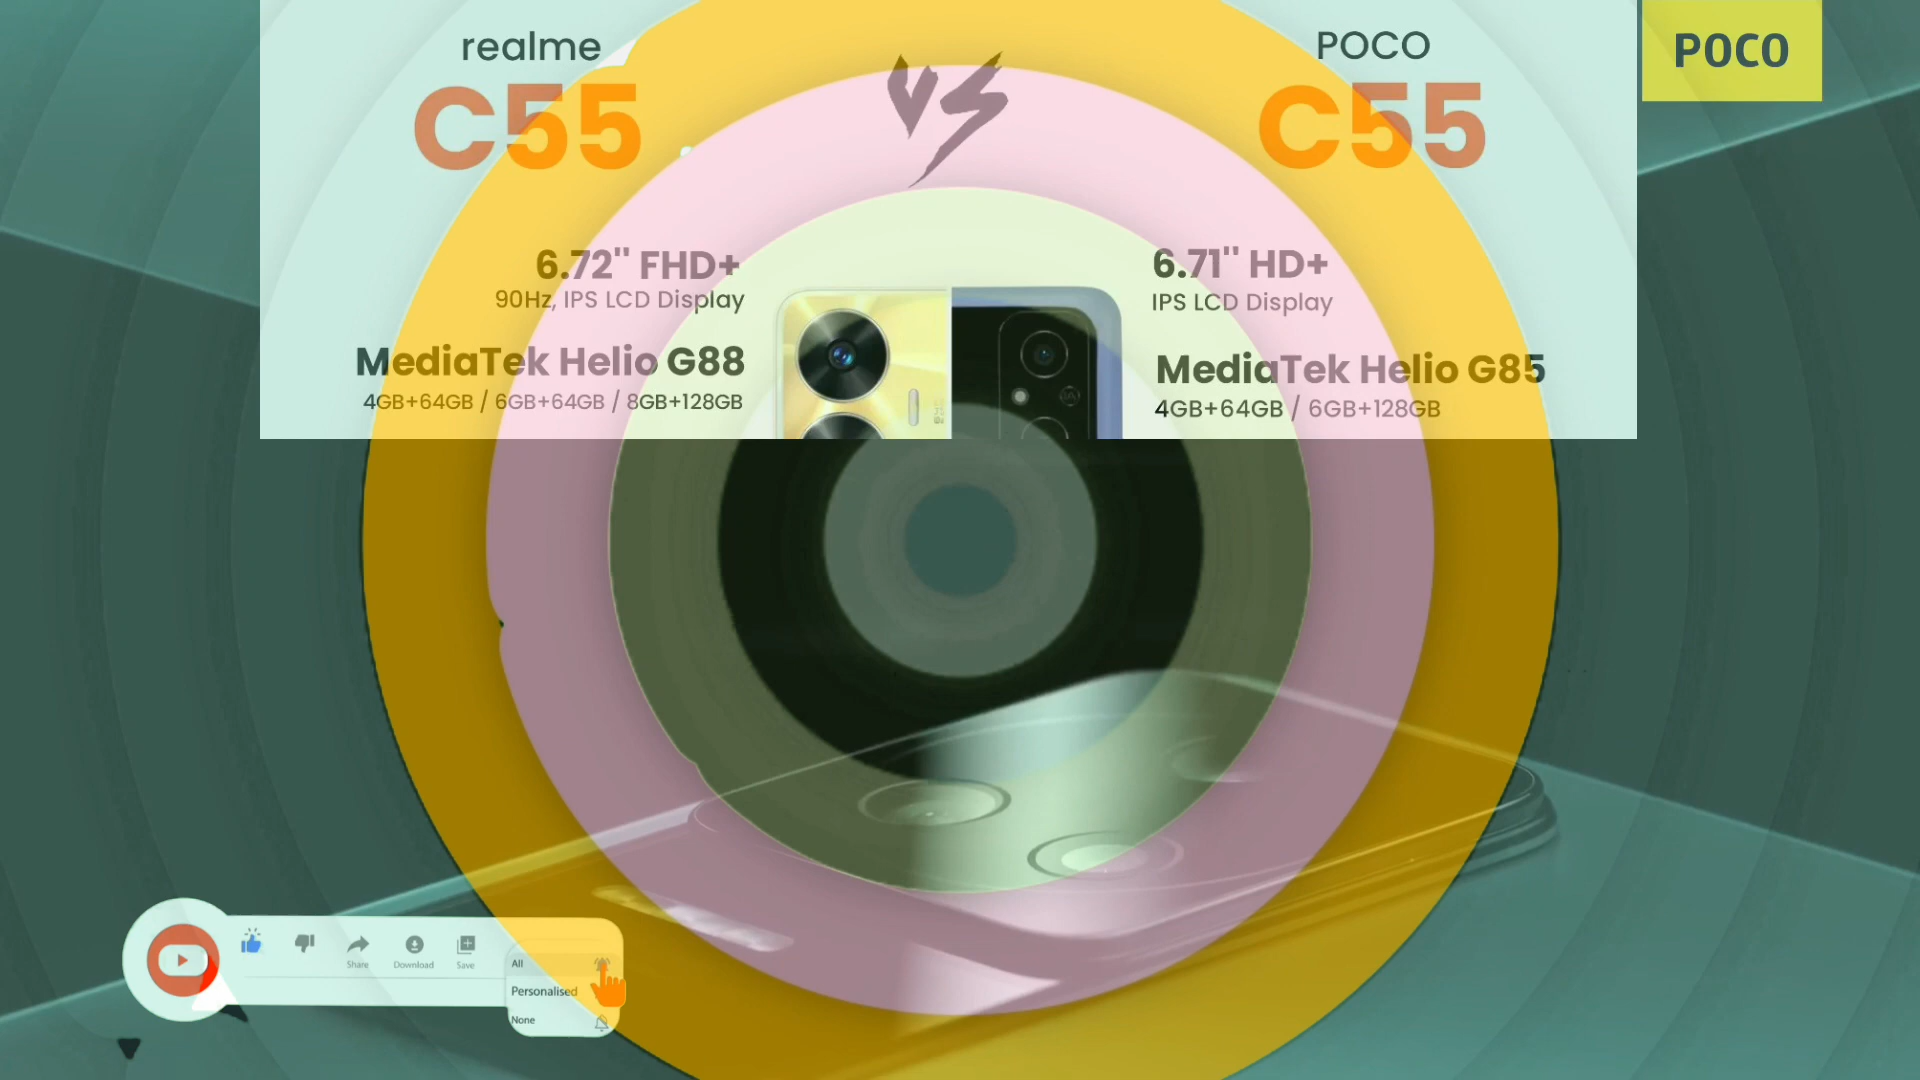 realme
C55
VS
POCO
C55
POCO
6.72" FHD+
90Hz, IPS LCD Display
MediaTek Helio G88
4GB+64GB / 6GB+64GB / 8GB+128GB
6.71" HD+
IPS LCD Display
MediaTek Helio G85
4GB+64GB / 6GB+128GB
Share
Download
Save
All
Personalised
None